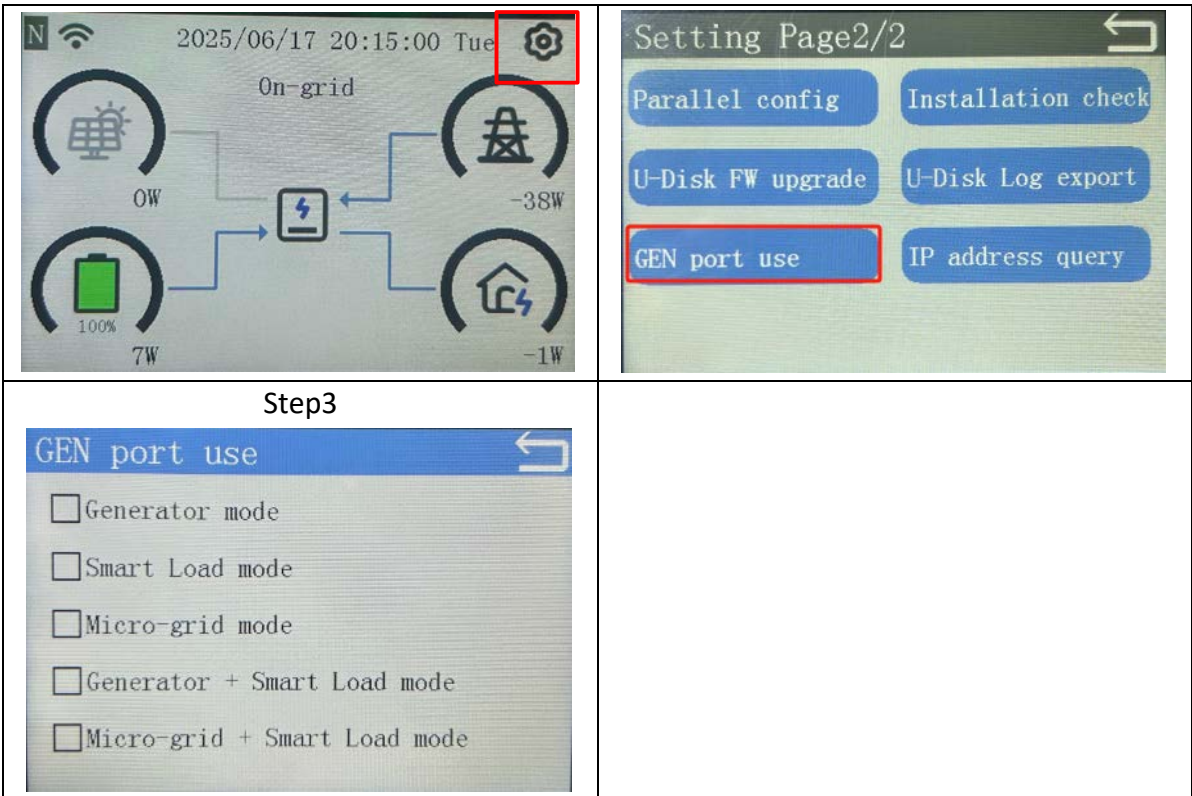 N
2025/06/17 20:15:00 Tue
On-grid
0W
-38W
100%
7W
-1W
Setting Page2/2
Parallel config
Installation check
U-Disk FW upgrade
U-Disk Log export
GEN port use
IP address query
Step3
GEN port use
Generator mode
Smart Load mode
Micro-grid mode
Generator + Smart Load mode
Micro-grid + Smart Load mode